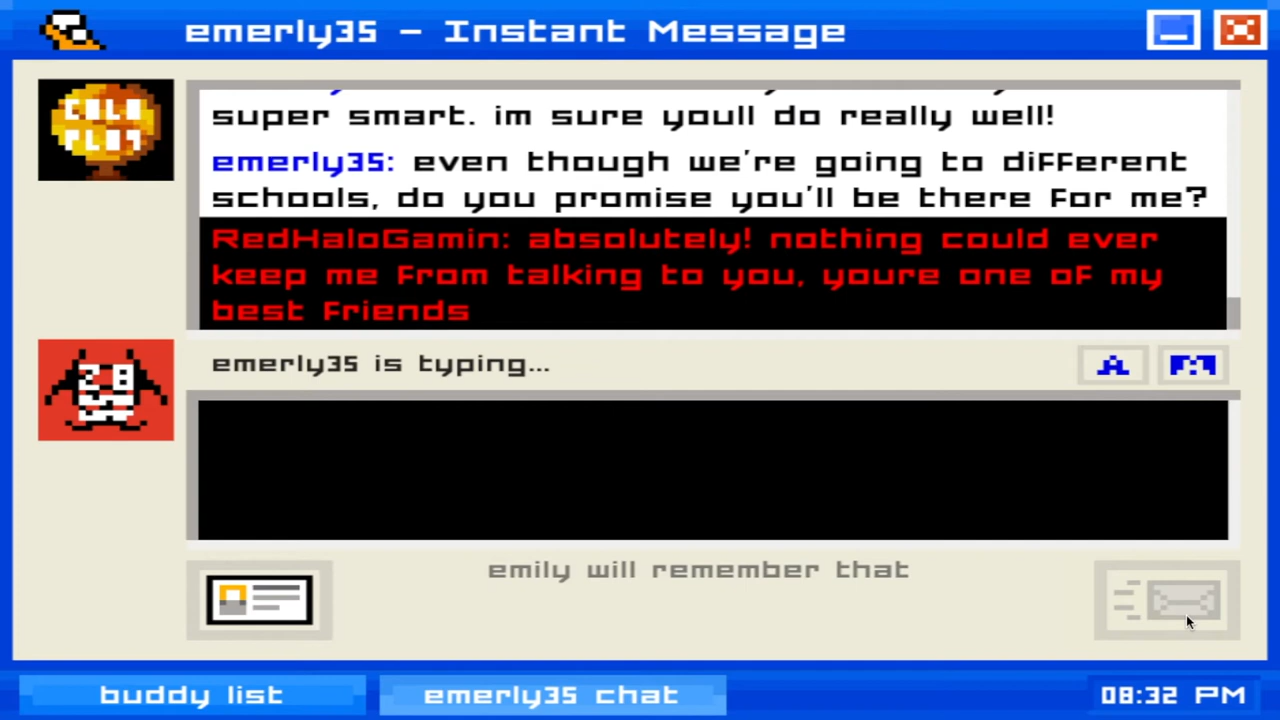 emerly35 - Instant Message
COLD
PLAY
super smart. im sure youll do really well!
emerly35: even though we're going to different
schools, do you promise you'll be there for me?
RedHaloGamin: absolutely! nothing could ever
keep me from talking to you, youre one of my
best friends
emerly35 is typing...
A
28
emily will remember that
buddy list
emerly35 chat
08:32 PM